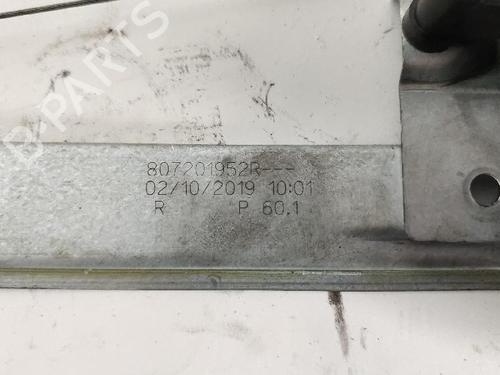 B-PARTS
807201952R---
02/10/2019 10:01
R P 60.1